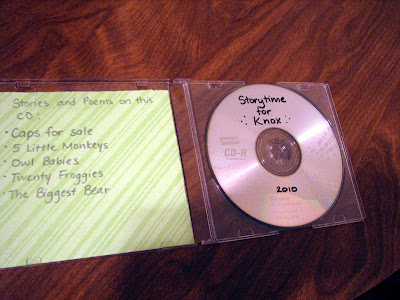 Stories and Poems on this
CD:
• Caps for sale
• 5 Little Monkeys
• Owl Babies
• Twenty Froggies
• The Biggest Bear
Storytime
for
Knox
CD-R
2010